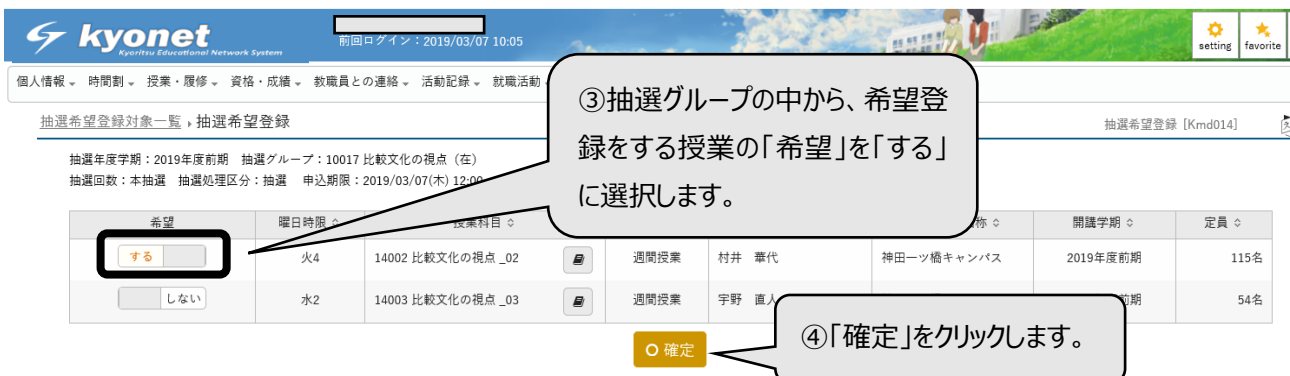 kyonet
Kyoritsu Educational Network System
前回ログイン：2019/03/07 10:05
setting favorite
個人情報 時間割 授業・履修 資格・成績 教職員との連絡 活動記録 就職活動
抽選希望登録対象一覧 › 抽選希望登録
抽選希望登録 [Kmd014]
抽選年度学期：2019年度前期 抽選グループ：10017 比較文化の視点（在）
抽選回数：本抽選 抽選処理区分：抽選 申込期限：2019/03/07(木) 12:00
③抽選グループの中から、希望登
録をする授業の「希望」を「する」
に選択します。
希望 曜日時限 授業科目 称 開講学期 定員
する 火4 14002 比較文化の視点 _02 週間授業 村井 華代 神田一ツ橋キャンパス 2019年度前期 115名
しない 水2 14003 比較文化の視点 _03 週間授業 宇野 直人 前期 54名
確定
④「確定」をクリックします。